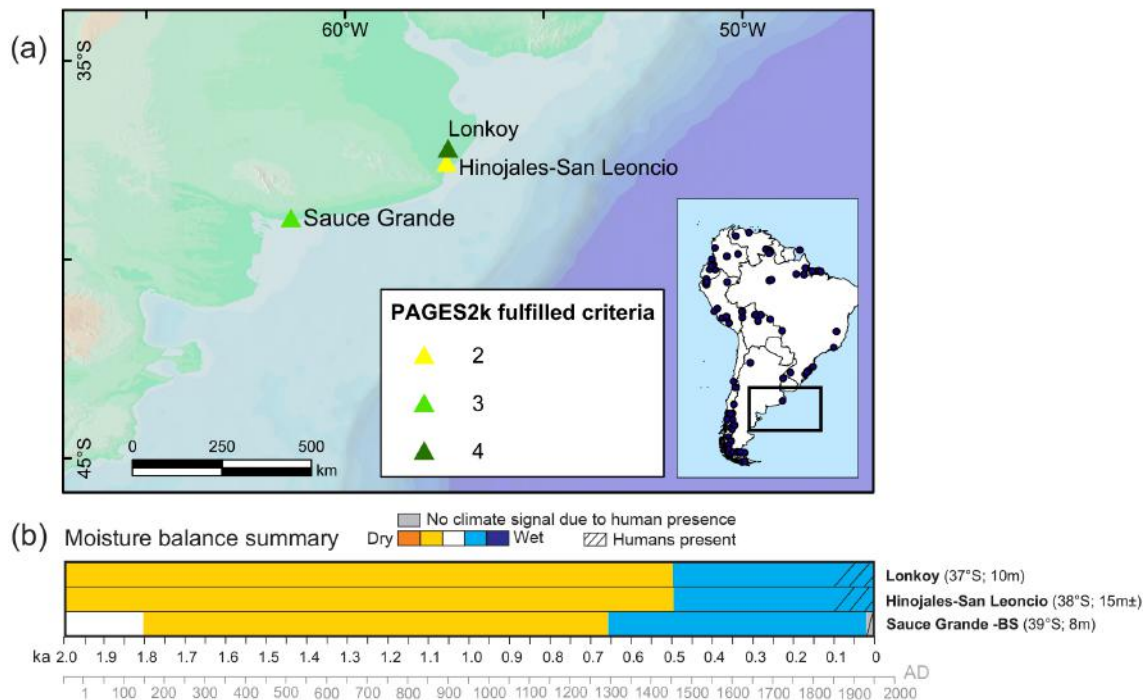 (a)
60°W
50°W
35°S
Lonkoy
Hinojales-San Leoncio
Sauce Grande
PAGES2k fulfilled criteria
2
3
4
0 250 500
km
45°S
(b) Moisture balance summary
No climate signal due to human presence
Dry Wet Humans present
Lonkoy (37°S; 10m)
Hinojales-San Leoncio (38°S; 15m±)
Sauce Grande -BS (39°S; 8m)
ka 2.0 1.8 1.7 1.6 1.5 1.4 1.3 1.2 1.1 1.0 0.9 0.8 0.7 0.6 0.5 0.4 0.3 0.2 0.1 0
AD
1 100 200 300 400 500 600 700 800 900 1000 1100 1200 1300 1400 1500 1600 1700 1800 1900 2000